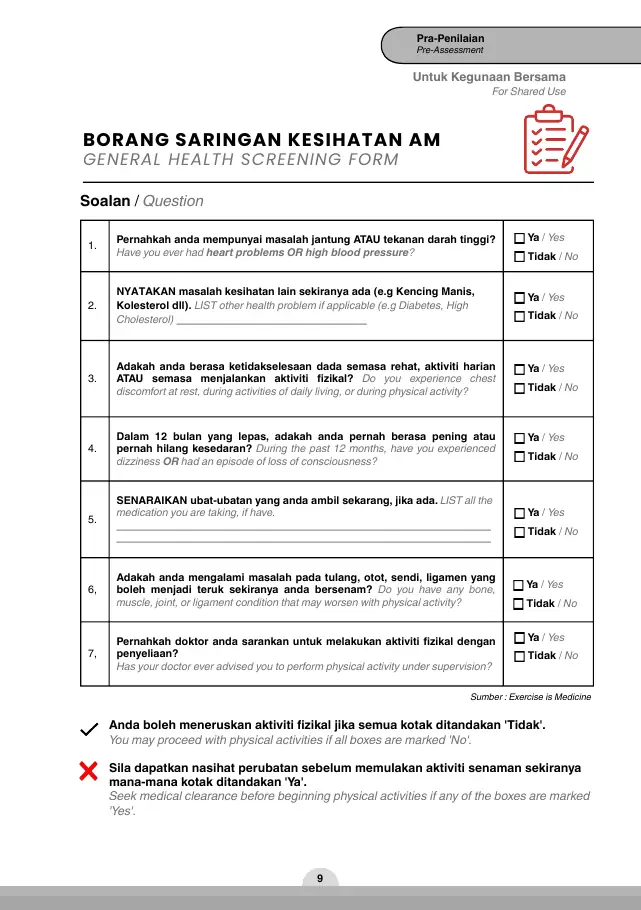 Pra-Penilaian
Pre-Assessment
Untuk Kegunaan Bersama
For Shared Use
BORANG SARINGAN KESIHATAN AM
GENERAL HEALTH SCREENING FORM
Soalan / Question
1.
Pernahkah anda mempunyai masalah jantung ATAU tekanan darah tinggi?
Have you ever had heart problems OR high blood pressure?
Ya / Yes
Tidak / No
2.
NYATAKAN masalah kesihatan lain sekiranya ada (e.g Kencing Manis,
Kolesterol dll). LIST other health problem if applicable (e.g Diabetes, High
Cholesterol) ________________________________
Ya / Yes
Tidak / No
3.
Adakah anda berasa ketidakselesaan dada semasa rehat, aktiviti harian
ATAU semasa menjalankan aktiviti fizikal? Do you experience chest
discomfort at rest, during activities of daily living, or during physical activity?
Ya / Yes
Tidak / No
4.
Dalam 12 bulan yang lepas, adakah anda pernah berasa pening atau
pernah hilang kesedaran? During the past 12 months, have you experienced
dizziness OR had an episode of loss of consciousness?
Ya / Yes
Tidak / No
5.
SENARAIKAN ubat-ubatan yang anda ambil sekarang, jika ada. LIST all the
medication you are taking, if have.
_______________________________________________________________
_______________________________________________________________
Ya / Yes
Tidak / No
6,
Adakah anda mengalami masalah pada tulang, otot, sendi, ligamen yang
boleh menjadi teruk sekiranya anda bersenam? Do you have any bone,
muscle, joint, or ligament condition that may worsen with physical activity?
Ya / Yes
Tidak / No
7,
Pernahkah doktor anda sarankan untuk melakukan aktiviti fizikal dengan
penyeliaan?
Has your doctor ever advised you to perform physical activity under supervision?
Ya / Yes
Tidak / No
Sumber : Exercise is Medicine
Anda boleh meneruskan aktiviti fizikal jika semua kotak ditandakan 'Tidak'.
You may proceed with physical activities if all boxes are marked 'No'.
Sila dapatkan nasihat perubatan sebelum memulakan aktiviti senaman sekiranya
mana-mana kotak ditandakan 'Ya'.
Seek medical clearance before beginning physical activities if any of the boxes are marked
'Yes'.
9